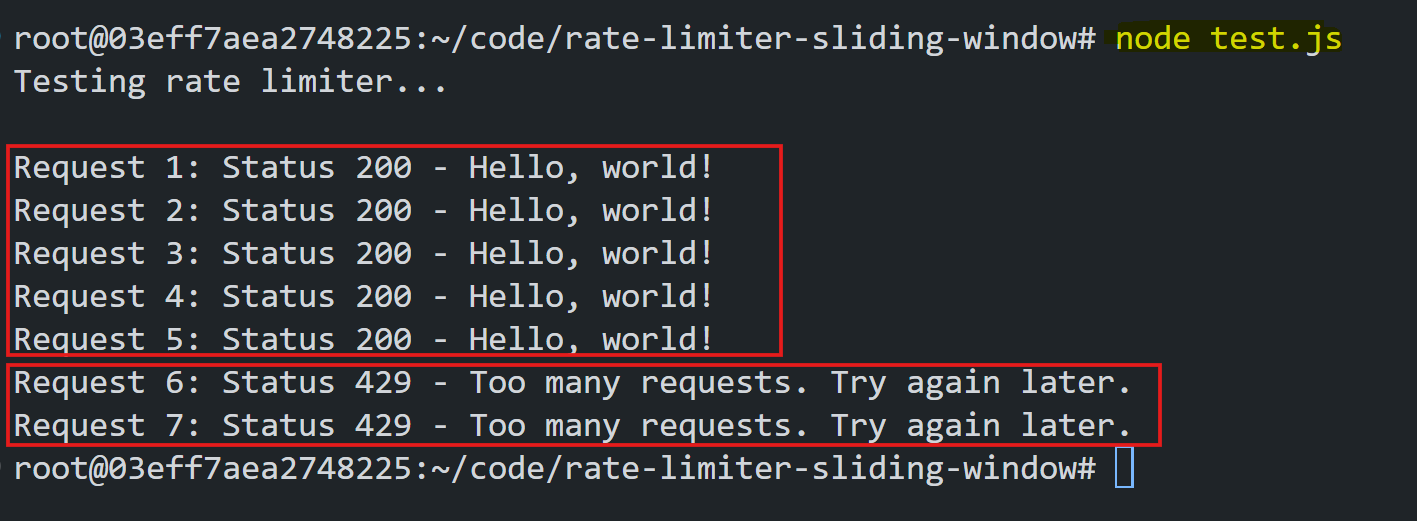 root@03eff7aea2748225:~/code/rate-limiter-sliding-window# node test.js
Testing rate limiter...
Request 1: Status 200 - Hello, world!
Request 2: Status 200 - Hello, world!
Request 3: Status 200 - Hello, world!
Request 4: Status 200 - Hello, world!
Request 5: Status 200 - Hello, world!
Request 6: Status 429 - Too many requests. Try again later.
Request 7: Status 429 - Too many requests. Try again later.
root@03eff7aea2748225:~/code/rate-limiter-sliding-window#